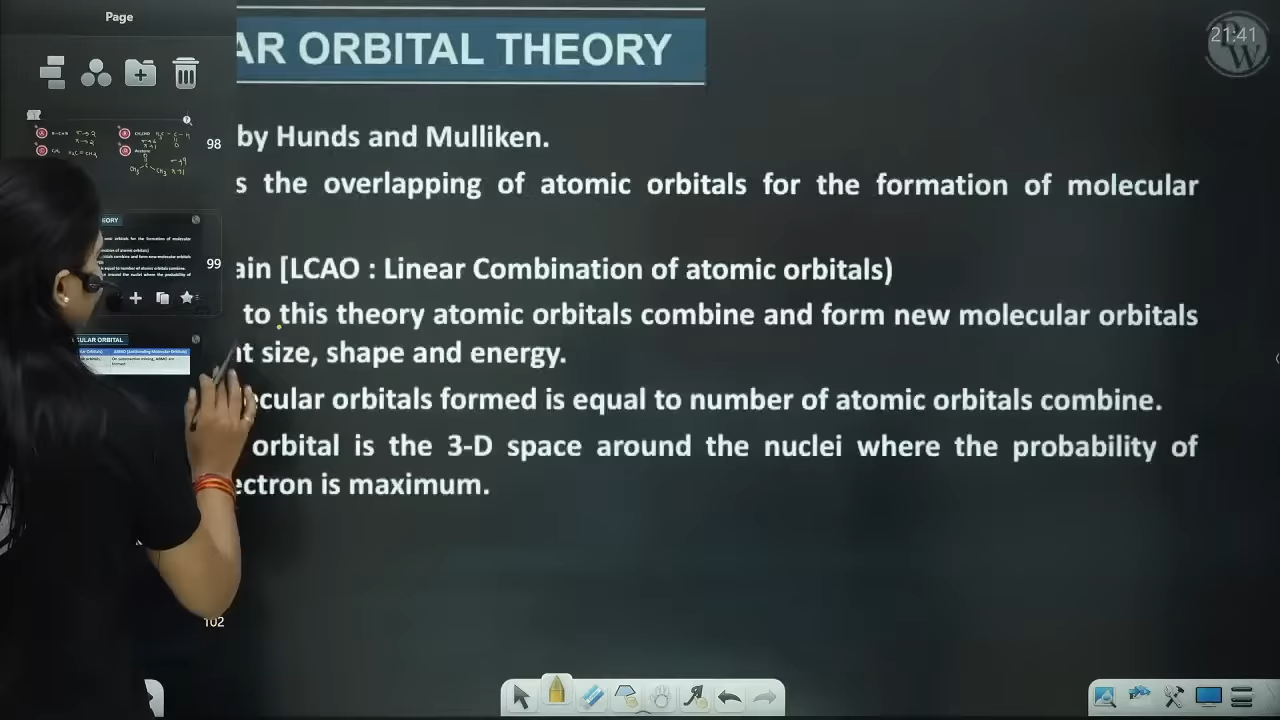 Page
AR ORBITAL THEORY
21:41
98
by Hunds and Mulliken.
s the overlapping of atomic orbitals for the formation of molecular
99
ain [LCAO : Linear Combination of atomic orbitals)
to this theory atomic orbitals combine and form new molecular orbitals
nt size, shape and energy.
ecular orbitals formed is equal to number of atomic orbitals combine.
orbital is the 3-D space around the nuclei where the probability of
ectron is maximum.
102